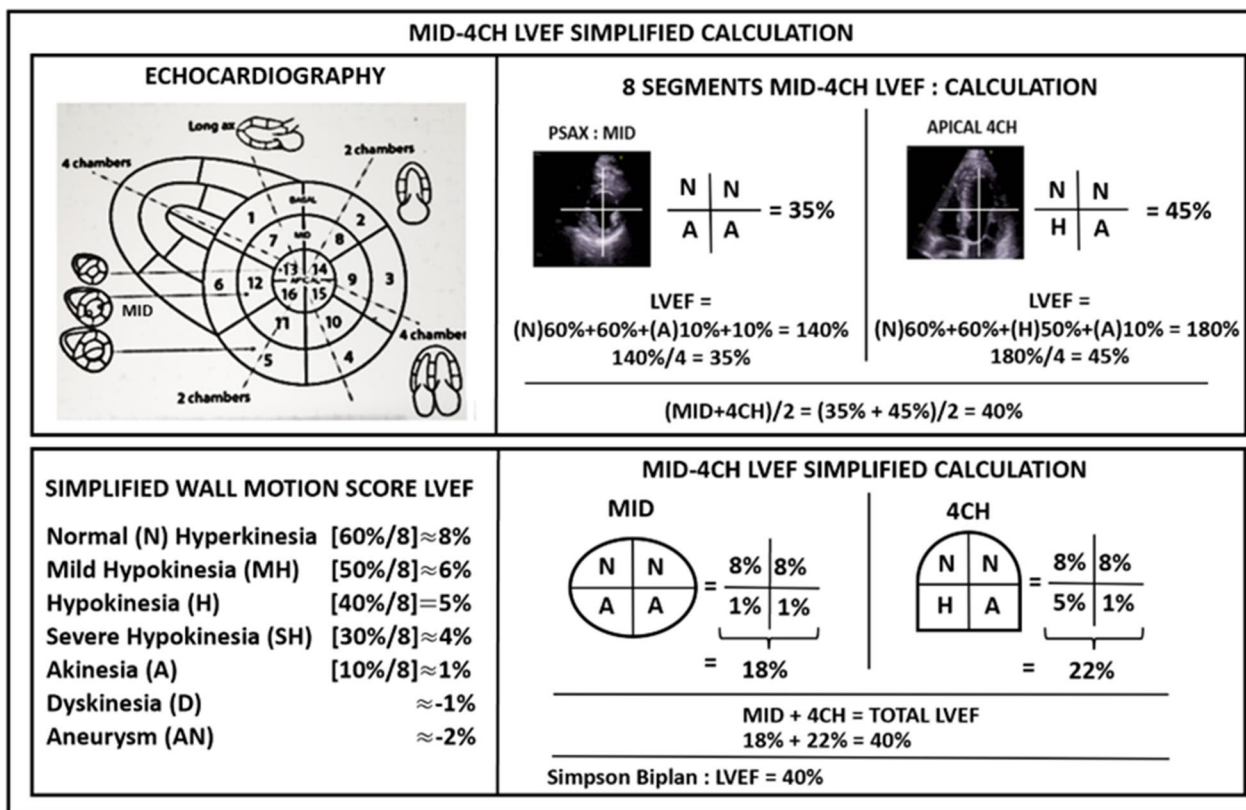 MID-4CH LVEF SIMPLIFIED CALCULATION
ECHOCARDIOGRAPHY
Long ax
4 chambers
2 chambers
BASAL
1
2
MID
7
8
13
14
6
12
APICAL
9
3
16
15
MID
11
10
5
4
4 chambers
2 chambers
8 SEGMENTS MID-4CH LVEF : CALCULATION
PSAX : MID
N N
A A
= 35%
LVEF =
(N)60%+60%+(A)10%+10% = 140%
140%/4 = 35%
APICAL 4CH
N N
H A
= 45%
LVEF =
(N)60%+60%+(H)50%+(A)10% = 180%
180%/4 = 45%
(MID+4CH)/2 = (35% + 45%)/2 = 40%
SIMPLIFIED WALL MOTION SCORE LVEF
Normal (N) Hyperkinesia [60%/8]≈8%
Mild Hypokinesia (MH) [50%/8]≈6%
Hypokinesia (H) [40%/8]=5%
Severe Hypokinesia (SH) [30%/8]≈4%
Akinesia (A) [10%/8]≈1%
Dyskinesia (D) ≈-1%
Aneurysm (AN) ≈-2%
MID-4CH LVEF SIMPLIFIED CALCULATION
MID
N N
A A
=
8% 8%
1% 1%
= 18%
4CH
N N
H A
=
8% 8%
5% 1%
= 22%
MID + 4CH = TOTAL LVEF
18% + 22% = 40%
Simpson Biplan : LVEF = 40%